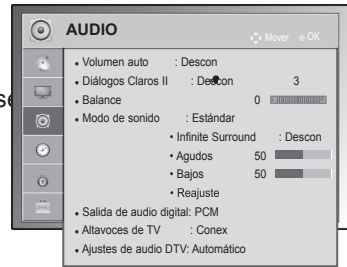 AUDIO
Mover OK
• Volumen auto : Descon
• Diálogos Claros II : Descon 3
• Balance 0
• Modo de sonido : Estándar
• Infinite Surround : Descon
• Agudos 50
• Bajos 50
• Reajuste
• Salida de audio digital: PCM
• Altavoces de TV : Conex
• Ajustes de audio DTV: Automático